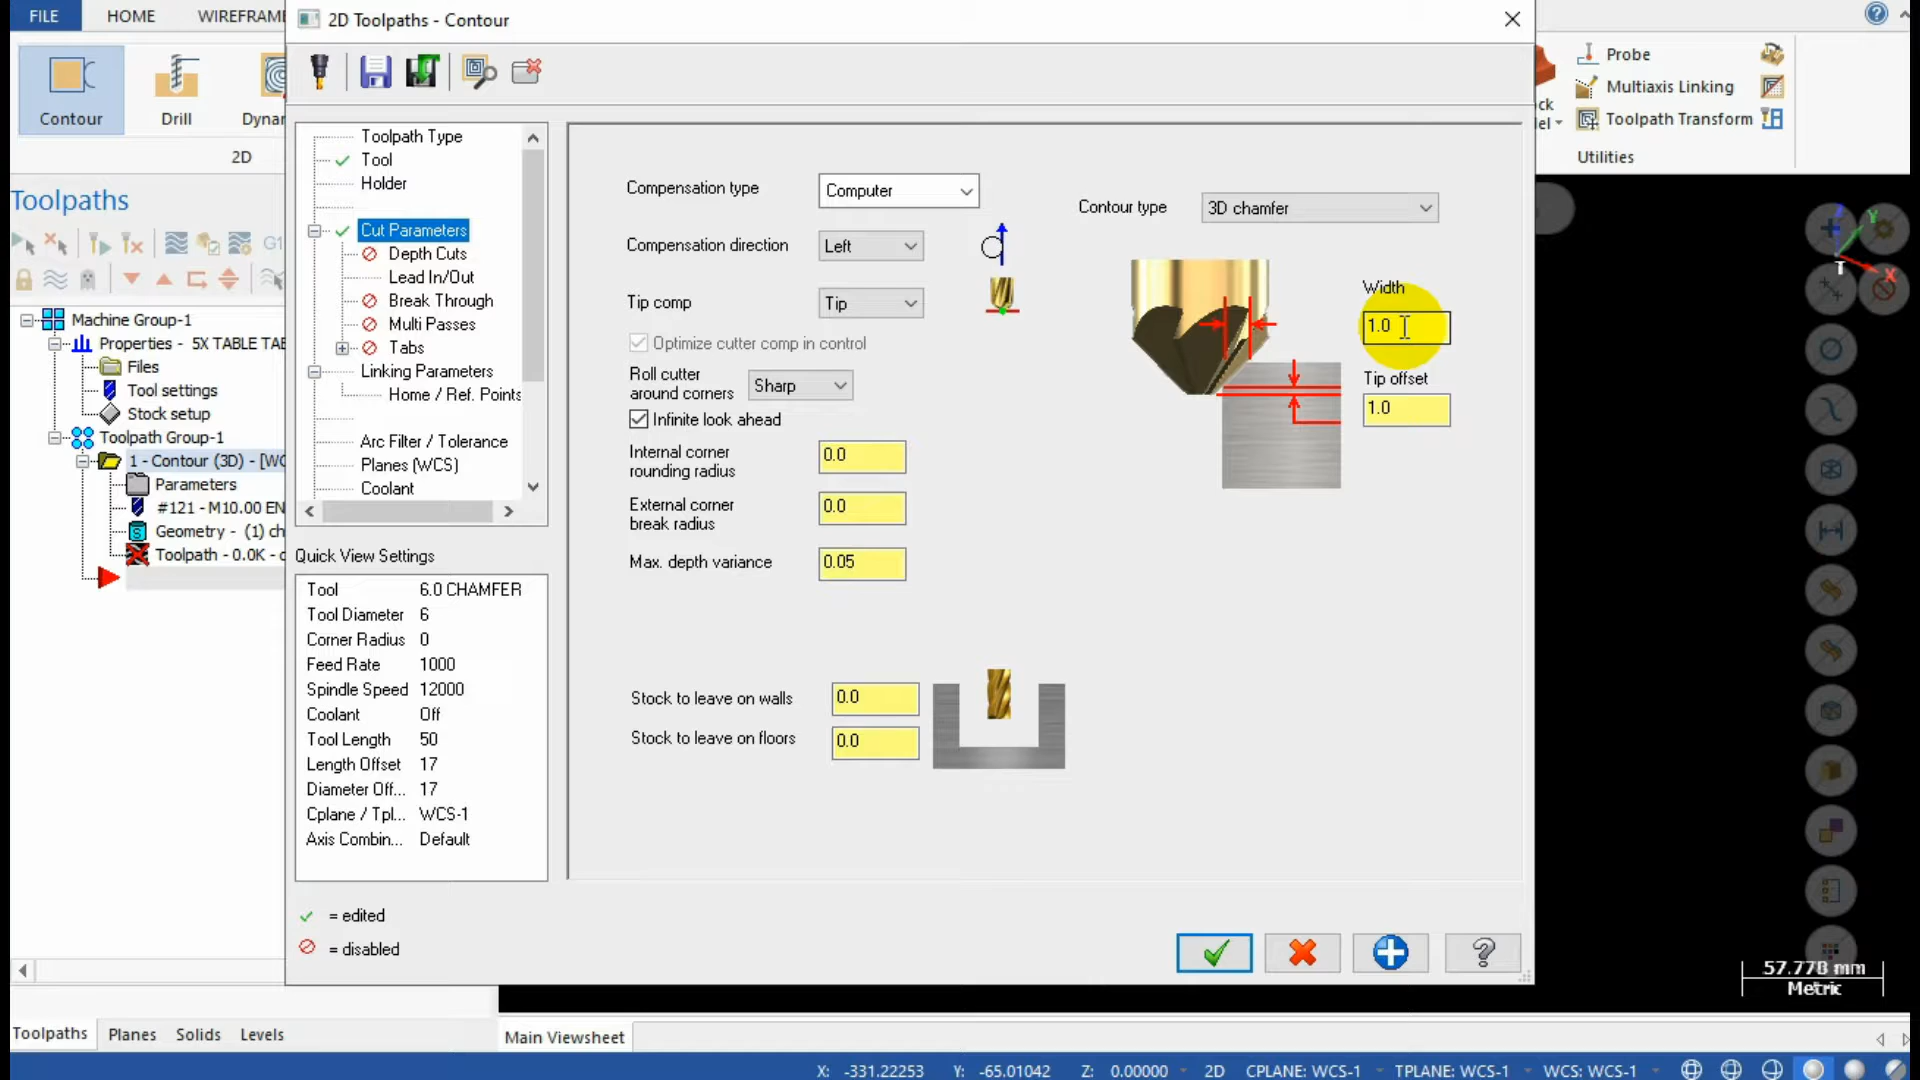 FILE
HOME
WIREFRAM
2D Toolpaths - Contour
Contour
Drill
Dynar
2D
Probe
Multiaxis Linking
Toolpath Transform
ck
el
Utilities
Toolpaths
G1
Machine Group-1
Properties - 5X TABLE TAE
Files
Tool settings
Stock setup
Toolpath Group-1
1 - Contour (3D) - [WC
Parameters
#121 - M10.00 EN
Geometry - (1) ch
Toolpath - 0.0K - c
Toolpath Type
Tool
Holder
Cut Parameters
Depth Cuts
Lead In/Out
Break Through
Multi Passes
Tabs
Linking Parameters
Home / Ref. Points
Arc Filter / Tolerance
Planes (WCS)
Coolant
Quick View Settings
Tool 6.0 CHAMFER
Tool Diameter 6
Corner Radius 0
Feed Rate 1000
Spindle Speed 12000
Coolant Off
Tool Length 50
Length Offset 17
Diameter Off... 17
Cplane / Tpl... WCS-1
Axis Combin... Default
= edited
= disabled
Compensation type Computer
Compensation direction Left
Tip comp Tip
Optimize cutter comp in control
Roll cutter
around corners Sharp
Infinite look ahead
Internal corner
rounding radius 0.0
External corner
break radius 0.0
Max. depth variance 0.05
Stock to leave on walls 0.0
Stock to leave on floors 0.0
Contour type 3D chamfer
Width
1.0
Tip offset
1.0
Y
X
T
57.778 mm
Metric
Toolpaths Planes Solids Levels
Main Viewsheet
X: -331.22253 Y: -65.01042 Z: 0.00000 2D CPLANE: WCS-1 TPLANE: WCS-1 WCS: WCS-1